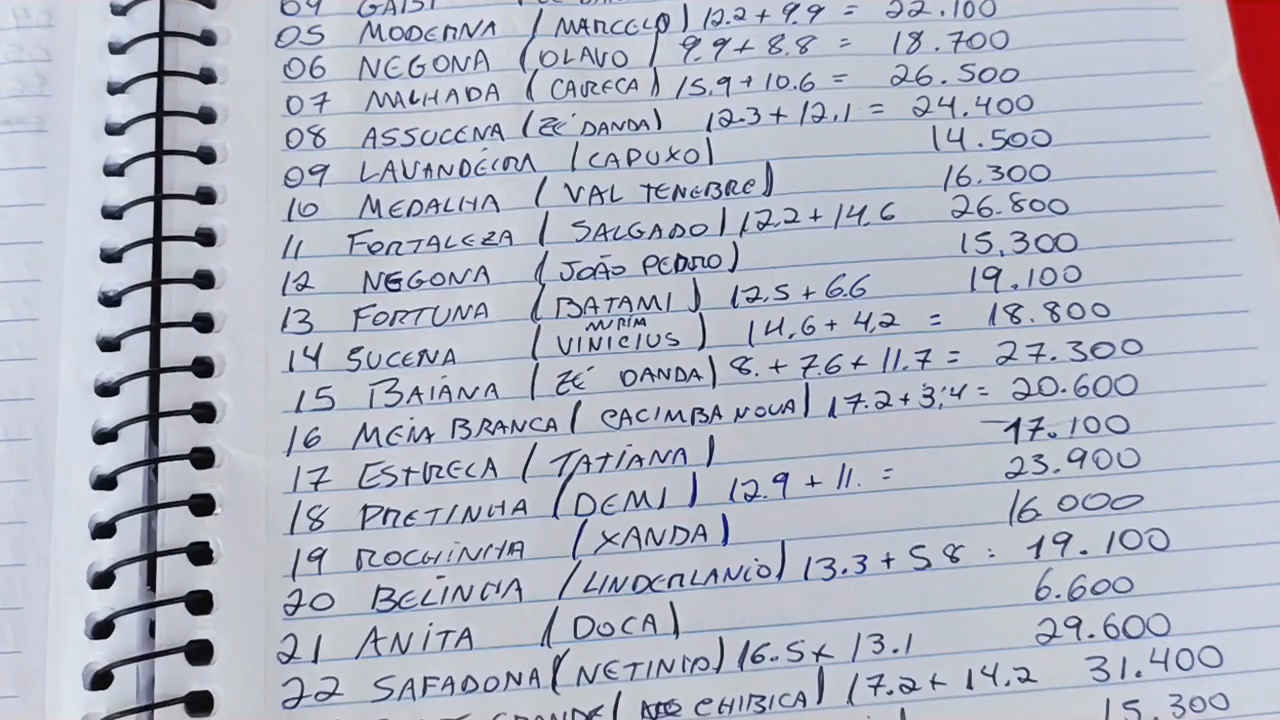 05 MODERNA (MARCELO) 12.2 + 9.9 = 22.100
06 NEGONA (OLAVO) 9.9 + 8.8 = 18.700
07 MALHADA (CARECA) 15.9 + 10.6 = 26.500
08 ASSUCENA (ZÉ DANDA) 12.3 + 12.1 = 24.400
09 LAVANDÉIRA (CAPUXO) 14.500
10 MEDALHA (VAL TENEBRE) 16.300
11 FORTALEZA (SALGADO) 12.2 + 14.6 26.800
12 NEGONA (JOÃO PEDRO) 15.300
13 FORTUNA (BATAMI) 12.5 + 6.6 19.100
14 SUCENA (VINICIUS) 14.6 + 4.2 = 18.800
15 BAIANA (ZÉ DANDA) 8. + 7.6 + 11.7 = 27.300
16 MEIA BRANCA (CACIMBA NOVA) 17.2 + 3.4 = 20.600
17 ESTRECA (TATIANA) 17.100
18 PRETINHA (DEMI) 12.9 + 11. = 23.900
19 ROCHINHA (XANDA) 16000
20 BELINHA (LINDERLANIO) 13.3 + 5 8 : 19.100
21 ANITA (DOCA) 6.600
22 SAFADONA (NETINHO) 16.5 + 13.1 29.600
CHIBICA) 17.2 + 14.2 31.400
15.300